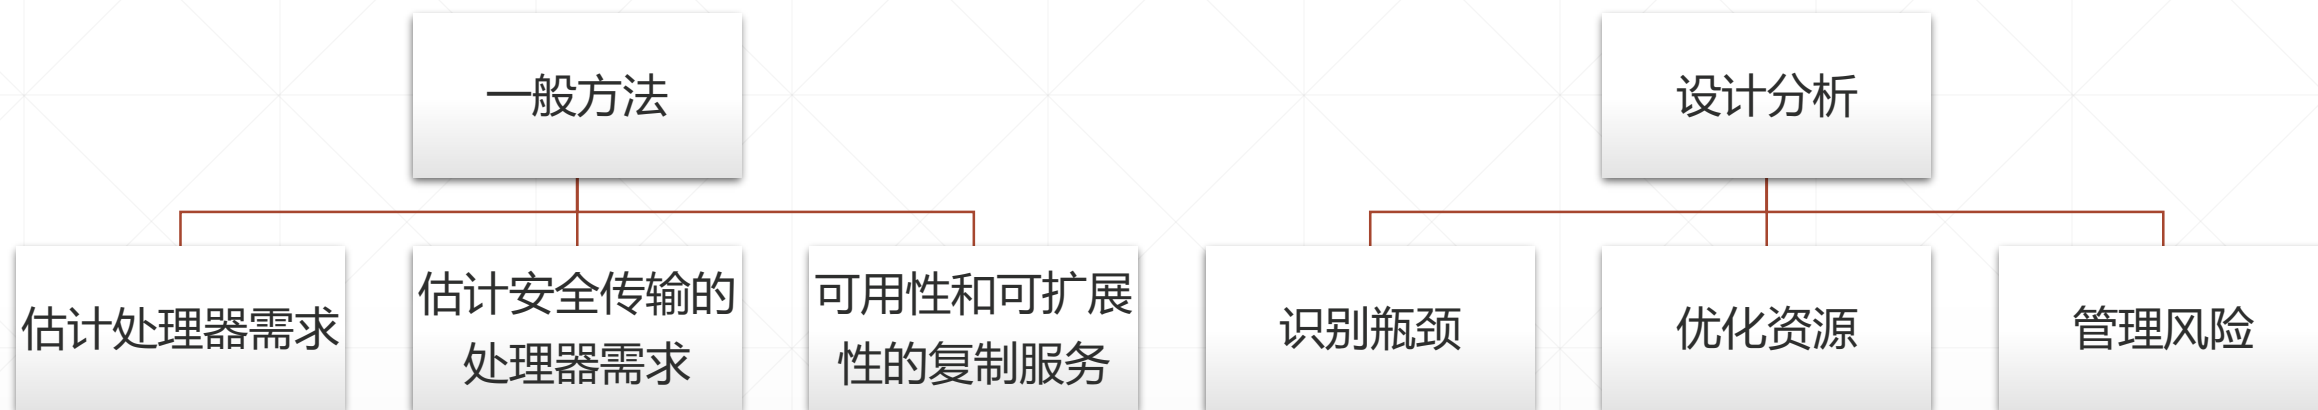 一般方法
设计分析
估计处理器需求
估计安全传输的
处理器需求
可用性和可扩展
性的复制服务
识别瓶颈
优化资源
管理风险